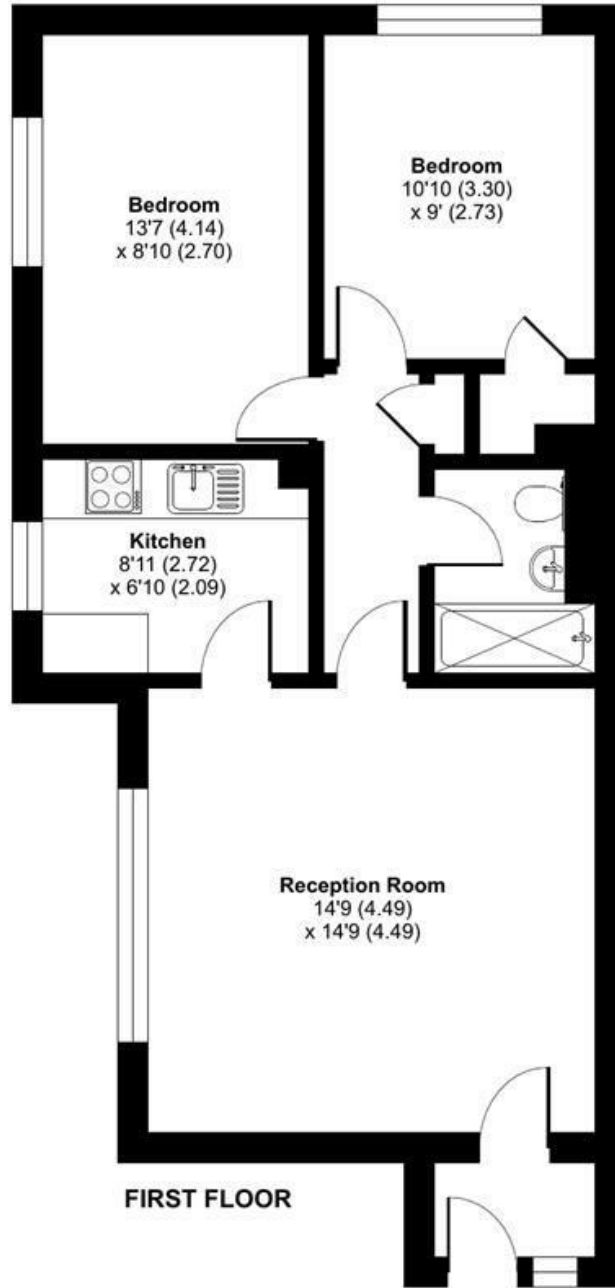 Bedroom
13'7 (4.14)
x 8'10 (2.70)
Bedroom
10'10 (3.30)
x 9' (2.73)
Kitchen
8'11 (2.72)
x 6'10 (2.09)
Reception Room
14'9 (4.49)
x 14'9 (4.49)
FIRST FLOOR